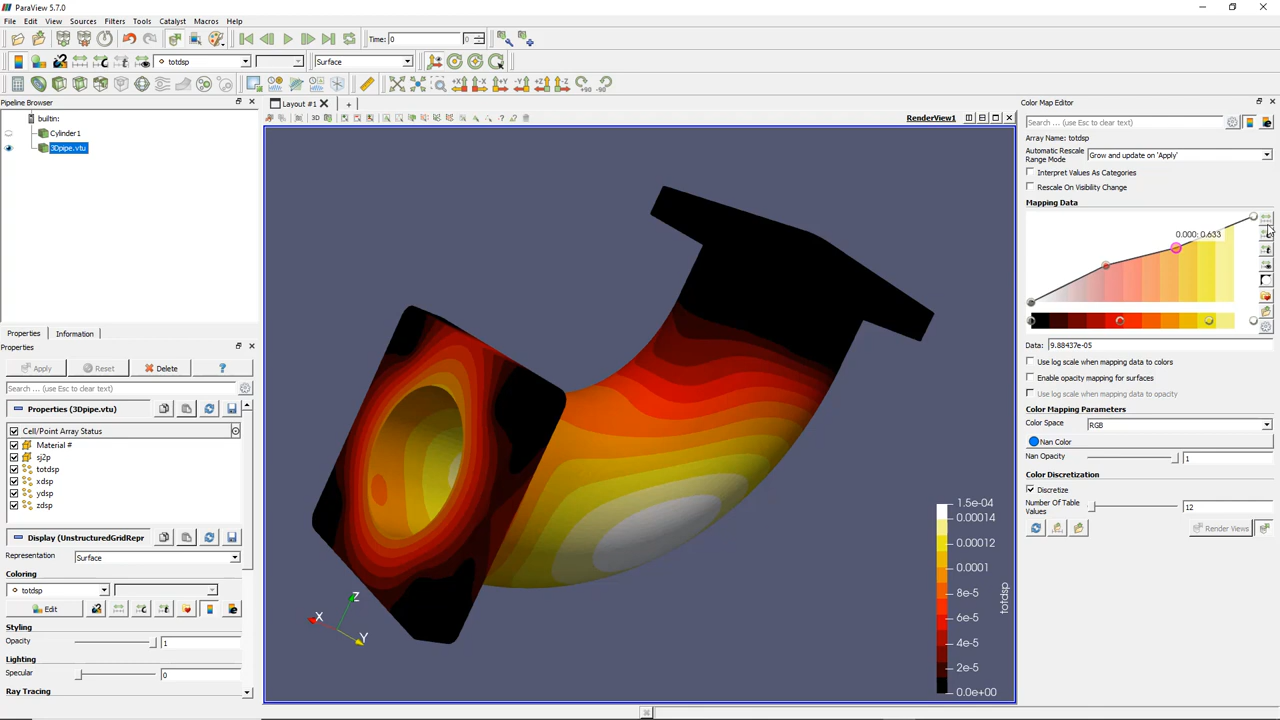 ParaView 5.7.0
File Edit View Sources Filters Tools Catalyst Macros Help
Time: 0 0
totdsp Surface
+X -X +Y -Y +Z -Z +90 -90
Pipeline Browser
builtin:
Cylinder1
3Dpipe.vtu
Layout #1
3D
RenderView1
Properties Information
Properties
Apply Reset Delete ?
Search ... (use Esc to clear text)
Properties (3Dpipe.vtu)
Cell/Point Array Status
Material #
sj2p
totdsp
xdsp
ydsp
zdsp
Display (UnstructuredGridRepr
Representation Surface
Coloring
totdsp
Edit
Styling
Opacity 1
Lighting
Specular 0
Ray Tracing
X Z Y
1.5e-04
0.00014
0.00012
0.0001
8e-5
6e-5
4e-5
2e-5
0.0e+00
totdsp
Color Map Editor
Search ... (use Esc to clear text)
Array Name: totdsp
Automatic Rescale
Range Mode Grow and update on 'Apply'
Interpret Values As Categories
Rescale On Visibility Change
Mapping Data
0.000; 0.633
Data: 9.88437e-05
Use log scale when mapping data to colors
Enable opacity mapping for surfaces
Use log scale when mapping data to opacity
Color Mapping Parameters
Color Space RGB
Nan Color
Nan Opacity 1
Color Discretization
Discretize
Number Of Table
Values 12
Render Views